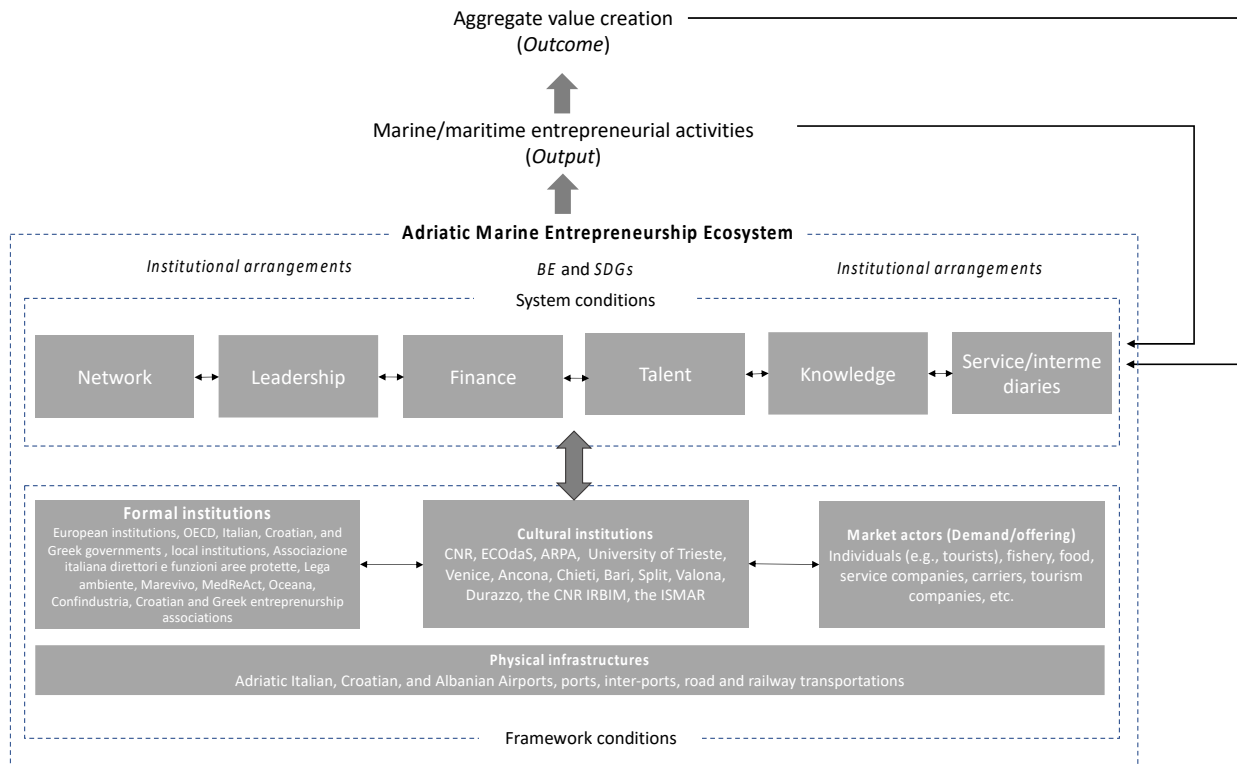 Aggregate value creation
(Outcome)
Marine/maritime entrepreneurial activities
(Output)
Adriatic Marine Entrepreneurship Ecosystem
Institutional arrangements
BE and SDGs
Institutional arrangements
System conditions
Network
Leadership
Finance
Talent
Knowledge
Service/interme
diaries
Formal institutions
European institutions, OECD, Italian, Croatian, and
Greek governments , local institutions, Associazione
italiana direttori e funzioni aree protette, Lega
ambiente, Marevivo, MedReAct, Oceana,
Confindustria, Croatian and Greek entreprenurship
associations
Cultural institutions
CNR, ECOdaS, ARPA, University of Trieste,
Venice, Ancona, Chieti, Bari, Split, Valona,
Durazzo, the CNR IRBIM, the ISMAR
Market actors (Demand/offering)
Individuals (e.g., tourists), fishery, food,
service companies, carriers, tourism
companies, etc.
Physical infrastructures
Adriatic Italian, Croatian, and Albanian Airports, ports, inter-ports, road and railway transportations
Framework conditions